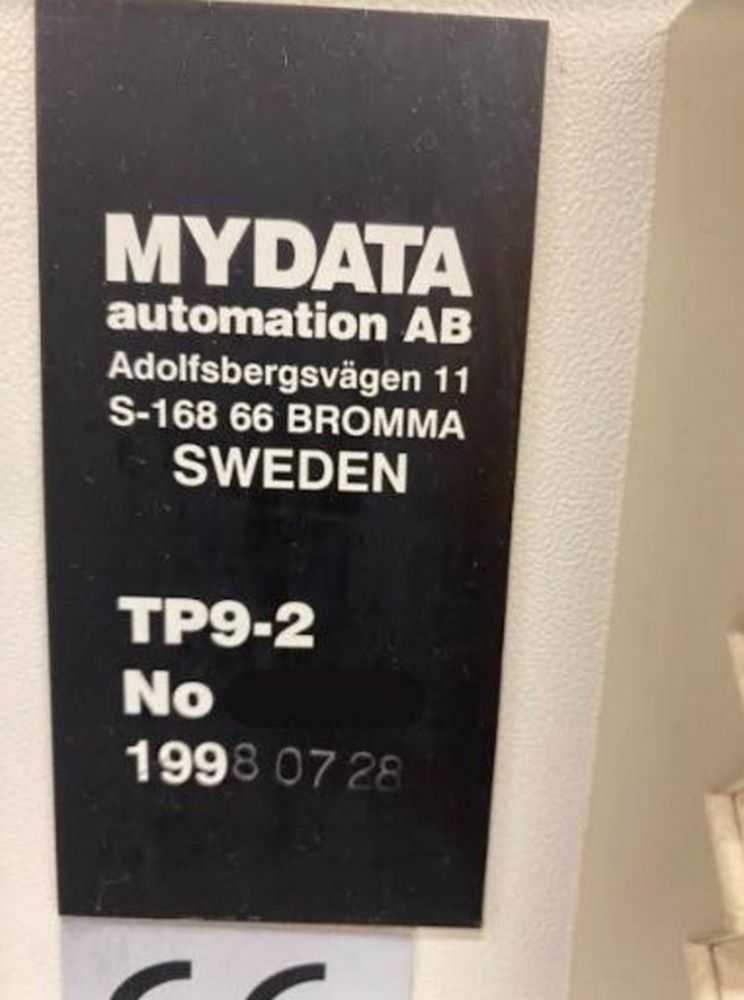 MYDATA
automation AB
Adolfsbergsvägen 11
S-168 66 BROMMA
SWEDEN
TP9-2
No
1998 07 28
CE